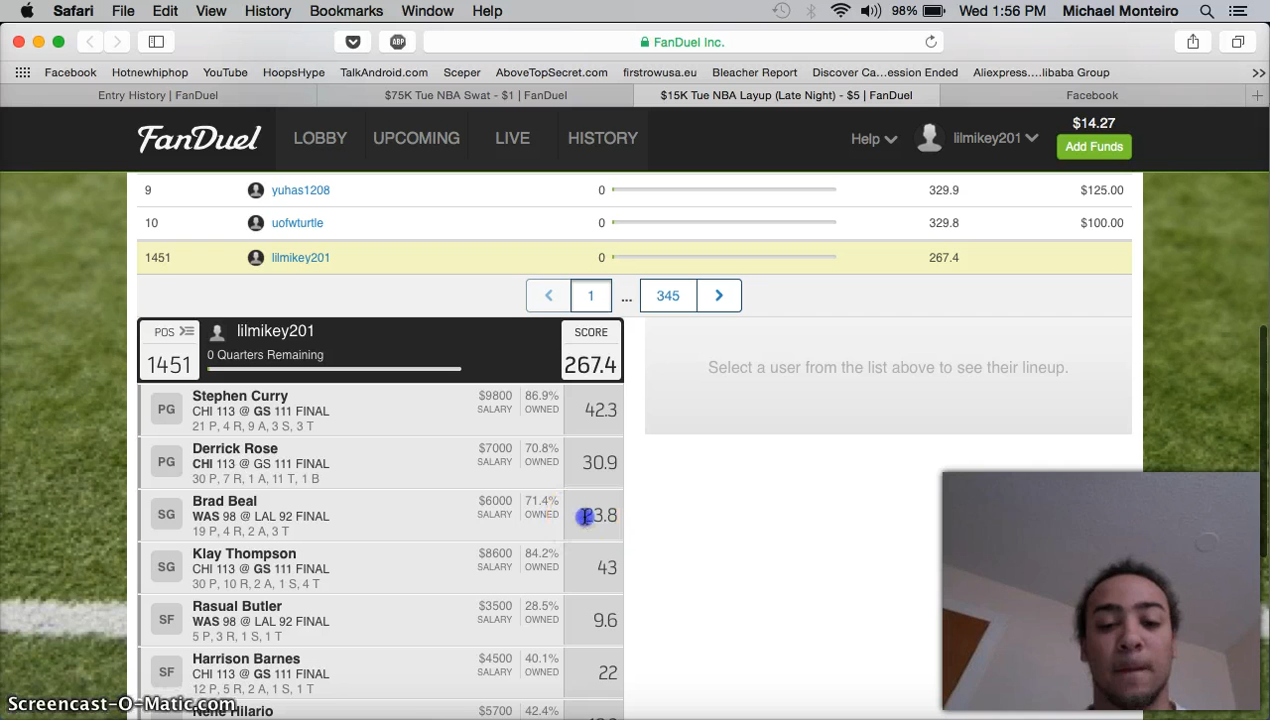 Safari File Edit View History Bookmarks Window Help 98% Wed 1:56 PM Michael Monteiro
ABP FanDuel Inc.
Facebook Hotnewhiphop YouTube HoopsHype TalkAndroid.com Sceper AboveTopSecret.com firstrowusa.eu Bleacher Report Discover Ca...ession Ended Aliexpress....libaba Group >>
Entry History | FanDuel $75K Tue NBA Swat - $1 | FanDuel $15K Tue NBA Layup (Late Night) - $5 | FanDuel Facebook +
FanDuel LOBBY UPCOMING LIVE HISTORY Help lilmikey201 $14.27
Add Funds
9 yuhas1208 0 329.9 $125.00
10 uofwturtle 0 329.8 $100.00
1451 lilmikey201 0 267.4
1 ... 345
POS lilmikey201 SCORE
1451 0 Quarters Remaining 267.4
Select a user from the list above to see their lineup.
Stephen Curry $9800 86.9%
PG CHI 113 @ GS 111 FINAL SALARY OWNED 42.3
21 P, 4 R, 9 A, 3 S, 3 T
Derrick Rose $7000 70.8%
PG CHI 113 @ GS 111 FINAL SALARY OWNED 30.9
30 P, 7 R, 1 A, 11 T, 1 B
Brad Beal $6000 71.4%
SG WAS 98 @ LAL 92 FINAL SALARY OWNED 23.8
19 P, 4 R, 2 A, 3 T
Klay Thompson $8600 84.2%
SG CHI 113 @ GS 111 FINAL SALARY OWNED 43
30 P, 10 R, 2 A, 1 S, 4 T
Rasual Butler $3500 28.5%
SF WAS 98 @ LAL 92 FINAL SALARY OWNED 9.6
5 P, 3 R, 1 S, 1 T
Harrison Barnes $4500 40.1%
SF CHI 113 @ GS 111 FINAL SALARY OWNED 22
12 P, 5 R, 2 A, 1 S, 1 T
Nene Hilario $5700 42.4%
Screencast-O-Matic.com